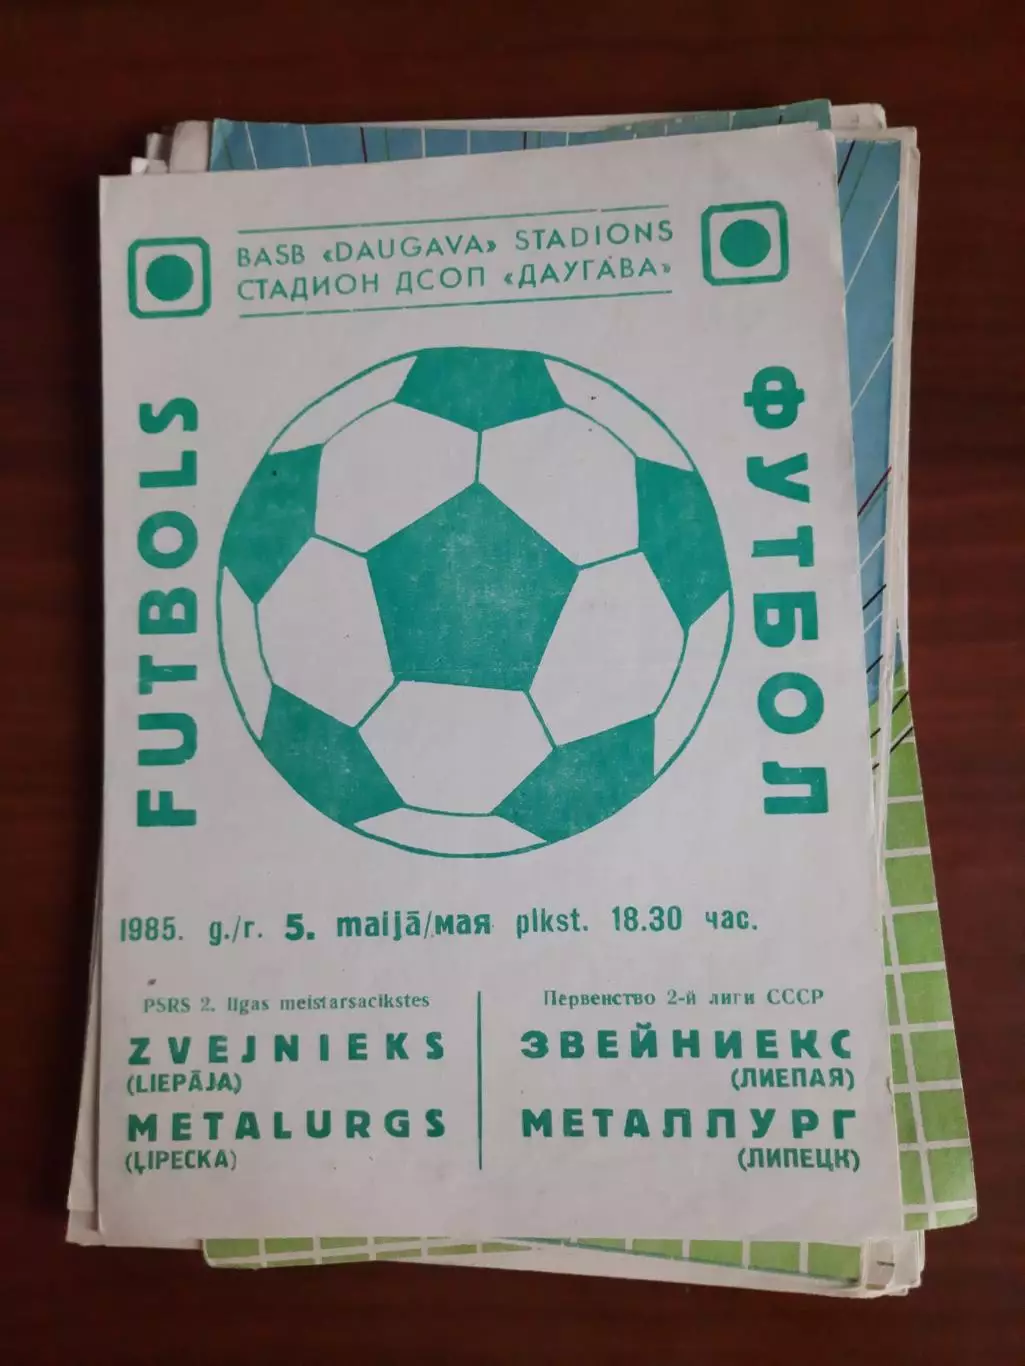 BASB «DAUGAVA» STADIONS
СТАДИОН ДСОП «ДАУГАВА»
FUTBOLS
ФУТБОЛ
1985. g./г. 5. maijā/мая plkst. 18.30 час.
PSRS 2. līgas meistarsacīkstes
ZVEJNIEKS
(LIEPĀJA)
METALURGS
(ĻIPECKA)
Первенство 2-й лиги СССР
ЗВЕЙНИЕКС
(ЛИЕПАЯ)
МЕТАЛЛУРГ
(ЛИПЕЦК)